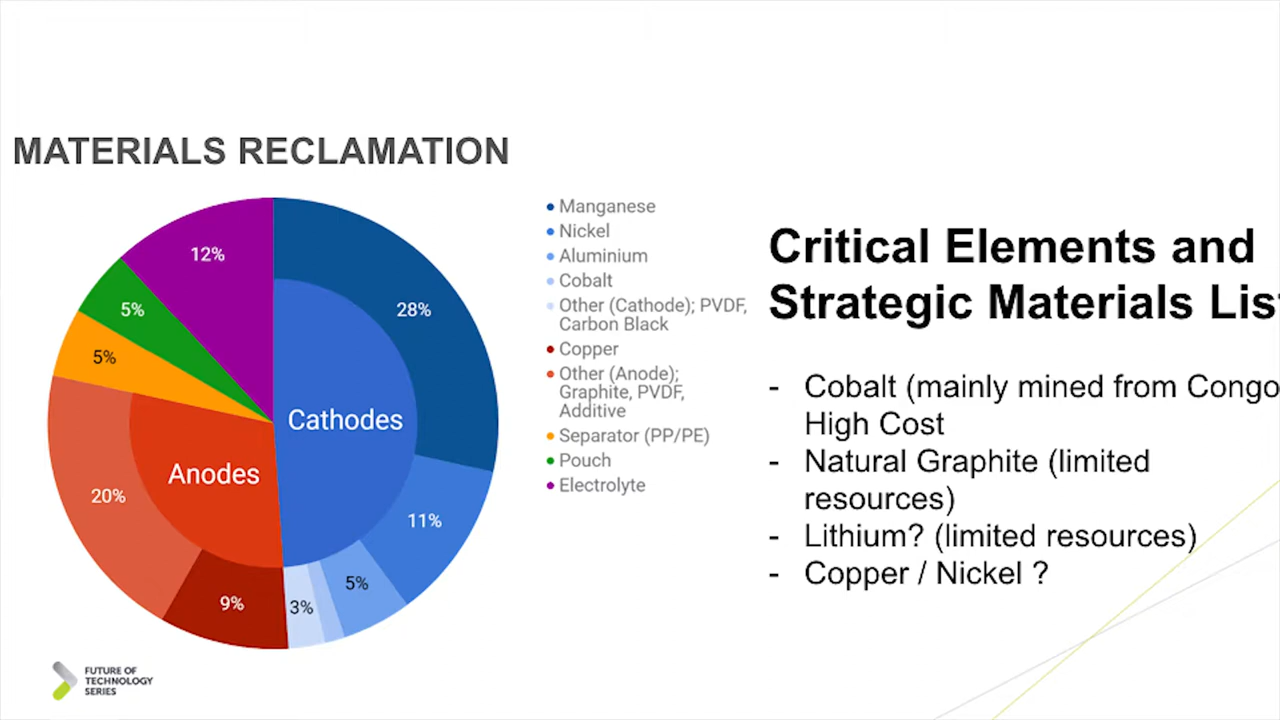 MATERIALS RECLAMATION
12%
28%
5%
5%
Cathodes
Anodes
20%
11%
5%
3%
9%
Manganese
Nickel
Aluminium
Cobalt
Other (Cathode); PVDF,
Carbon Black
Copper
Other (Anode);
Graphite, PVDF,
Additive
Separator (PP/PE)
Pouch
Electrolyte
Critical Elements and
Strategic Materials Lis
- Cobalt (mainly mined from Congo
High Cost
- Natural Graphite (limited
resources)
- Lithium? (limited resources)
- Copper / Nickel ?
FUTURE OF
TECHNOLOGY
SERIES